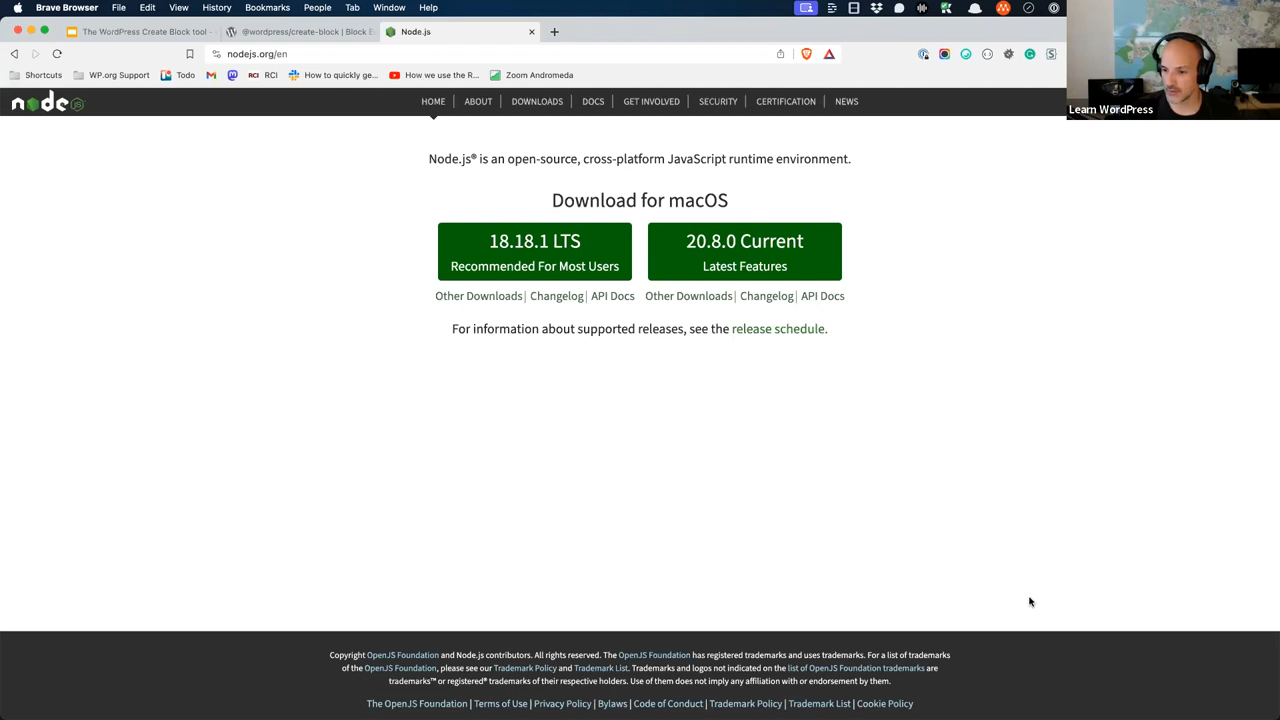 Brave Browser File Edit View History Bookmarks People Tab Window Help
The WordPress Create Block tool - @wordpress/create-block | Block E Node.js
nodejs.org/en
Shortcuts WP.org Support Todo RCI RCI How to quickly ge... How we use the R... Zoom Andromeda
Learn WordPress
node JS HOME ABOUT DOWNLOADS DOCS GET INVOLVED SECURITY CERTIFICATION NEWS
Node.js® is an open-source, cross-platform JavaScript runtime environment.
Download for macOS
18.18.1 LTS
Recommended For Most Users
20.8.0 Current
Latest Features
Other Downloads | Changelog | API Docs
Other Downloads | Changelog | API Docs
For information about supported releases, see the release schedule.
Copyright OpenJS Foundation and Node.js contributors. All rights reserved. The OpenJS Foundation has registered trademarks and uses trademarks. For a list of trademarks
of the OpenJS Foundation, please see our Trademark Policy and Trademark List. Trademarks and logos not indicated on the list of OpenJS Foundation trademarks are
trademarks™ or registered® trademarks of their respective holders. Use of them does not imply any affiliation with or endorsement by them.
The OpenJS Foundation | Terms of Use | Privacy Policy | Bylaws | Code of Conduct | Trademark Policy | Trademark List | Cookie Policy